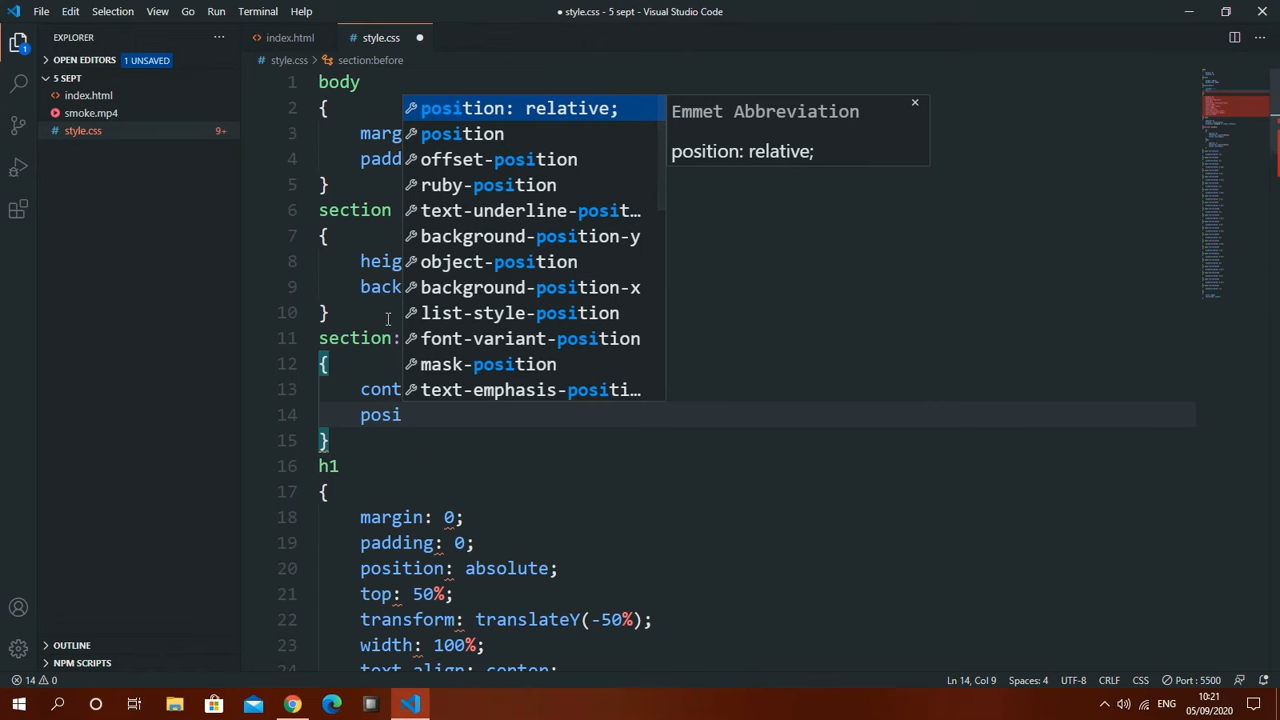 File Edit Selection View Go Run Terminal Help
● style.css - 5 sept - Visual Studio Code
EXPLORER
OPEN EDITORS 1 UNSAVED
5 SEPT
index.html
smoke.mp4
style.css 9+
OUTLINE
NPM SCRIPTS
index.html style.css
style.css section:before
1 body
2 {
3 marg
4 padd
5 }
6 section
7 {
8 heig
9 back
10 }
11 section:
12 {
13 cont
14 posi
15 }
16 h1
17 {
18 margin: 0;
19 padding: 0;
20 position: absolute;
21 top: 50%;
22 transform: translateY(-50%);
23 width: 100%;
24 text-align: center;
position: relative;
position
offset-position
ruby-position
text-underline-posit…
background-position-y
object-position
background-position-x
list-style-position
font-variant-position
mask-position
text-emphasis-positi…
Emmet Abbreviation
position: relative;
14 0
Ln 14, Col 9 Spaces: 4 UTF-8 CRLF CSS Port : 5500
ENG
10:21
05/09/2020